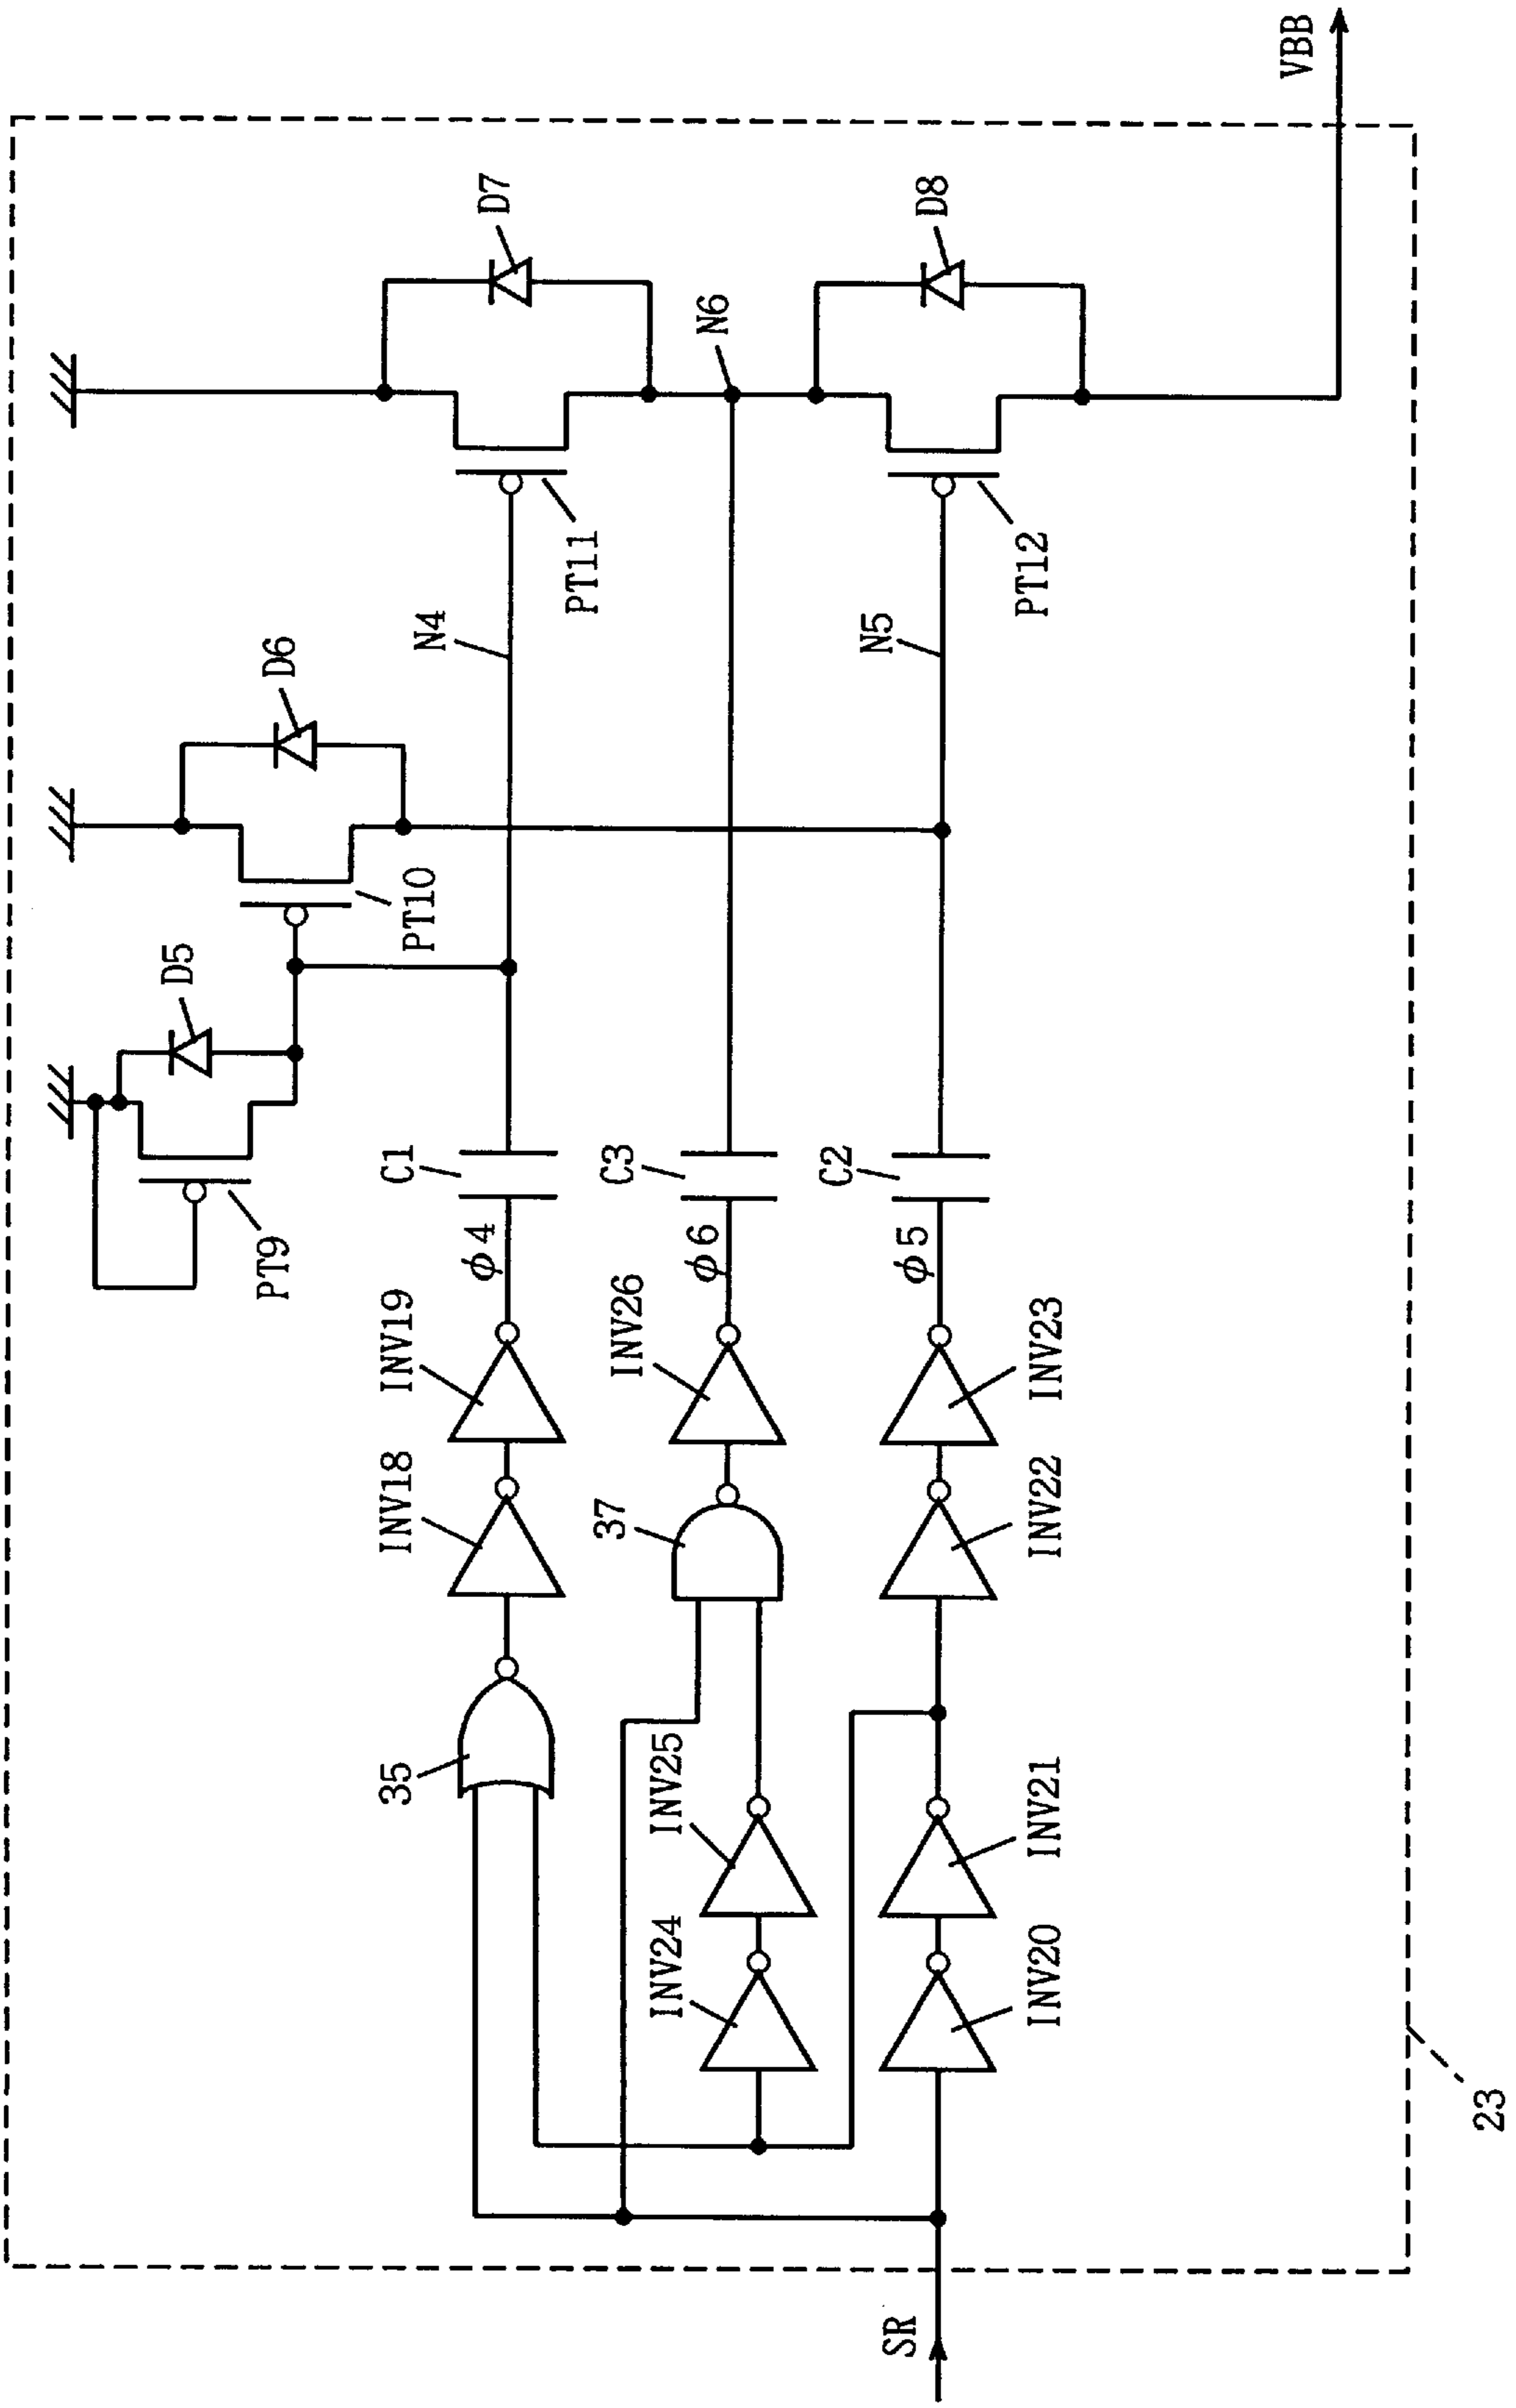 SR
23
INV20
INV21
INV22
INV23
φ5
C2
N5
PT12
D8
VBB
INV24
INV25
37
INV26
φ6
C3
N6
35
INV18
INV19
φ4
C1
N4
PT11
D7
PT9
D5
PT10
D6